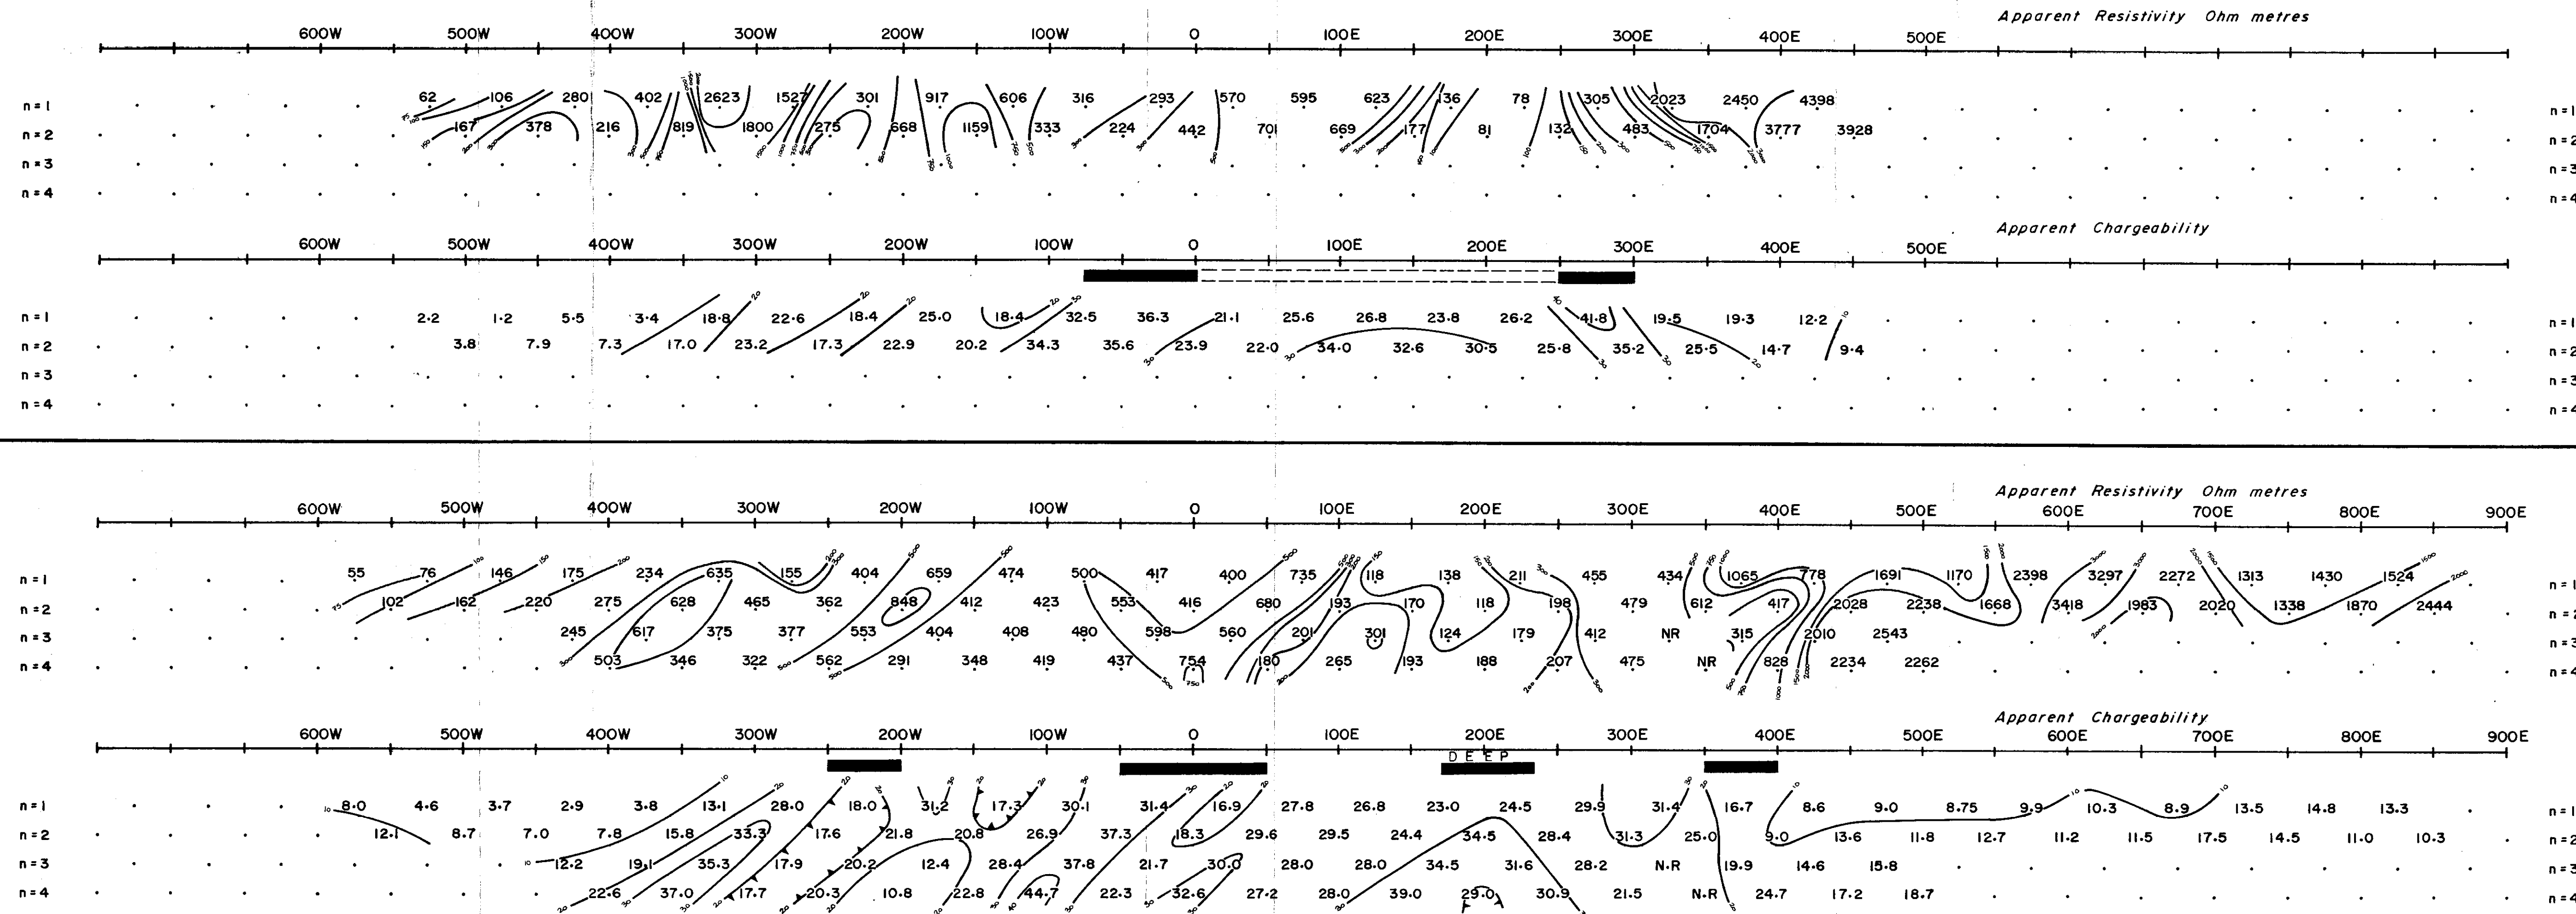 Apparent Resistivity Ohm metres
600W 500W 400W 300W 200W 100W 0 100E 200E 300E 400E 500E
n=1 62 106 280 402 2623 1527 301 917 606 316 293 570 595 623 136 78 305 2023 2450 4398 n=1
n=2 167 378 216 819 1800 275 668 1159 333 224 442 701 669 177 81 132 483 1704 3777 3928 n=2
n=3 n=3
n=4 n=4
Apparent Chargeability
600W 500W 400W 300W 200W 100W 0 100E 200E 300E 400E 500E
n=1 2.2 1.2 5.5 3.4 18.8 22.6 18.4 25.0 18.4 32.5 36.3 21.1 25.6 26.8 23.8 26.2 41.8 19.5 19.3 12.2 n=1
n=2 3.8 7.9 7.3 17.0 23.2 17.3 22.9 20.2 34.3 35.6 23.9 22.0 34.0 32.6 30.5 25.8 35.2 25.5 14.7 9.4 n=2
n=3 n=3
n=4 n=4
Apparent Resistivity Ohm metres
600W 500W 400W 300W 200W 100W 0 100E 200E 300E 400E 500E 600E 700E 800E 900E
n=1 55 76 146 175 234 635 155 404 659 474 500 417 400 735 118 138 211 455 434 1065 778 1691 1170 2398 3297 2272 1313 1430 1524 n=1
n=2 102 162 220 275 628 465 362 848 412 423 553 416 680 193 170 118 198 479 612 417 2028 2238 1668 3418 1983 2020 1338 1870 2444 n=2
n=3 245 617 375 377 553 404 408 480 598 560 201 301 124 179 412 NR 315 2010 2543 n=3
n=4 503 346 322 562 291 348 419 437 754 180 265 193 188 207 475 NR 828 2234 2262 n=4
Apparent Chargeability
600W 500W 400W 300W 200W 100W 0 100E 200E 300E 400E 500E 600E 700E 800E 900E
DEEP
n=1 8.0 4.6 3.7 2.9 3.8 13.1 28.0 18.0 31.2 17.3 30.1 31.4 16.9 27.8 26.8 23.0 24.5 29.9 31.4 16.7 8.6 9.0 8.75 9.9 10.3 8.9 13.5 14.8 13.3 n=1
n=2 12.1 8.7 7.0 7.8 15.8 33.3 17.6 21.8 20.8 26.9 37.3 18.3 29.6 29.5 24.4 34.5 28.4 31.3 25.0 9.0 13.6 11.8 12.7 11.2 11.5 17.5 14.5 11.0 10.3 n=2
n=3 12.2 19.1 35.3 17.9 20.2 12.4 28.4 37.8 21.7 30.0 28.0 28.0 34.5 31.6 28.2 N.R 19.9 14.6 15.8 n=3
n=4 22.6 37.0 17.7 20.3 10.8 22.8 44.7 22.3 32.6 27.2 28.0 39.0 29.0 30.9 21.5 N.R 24.7 17.2 18.7 n=4